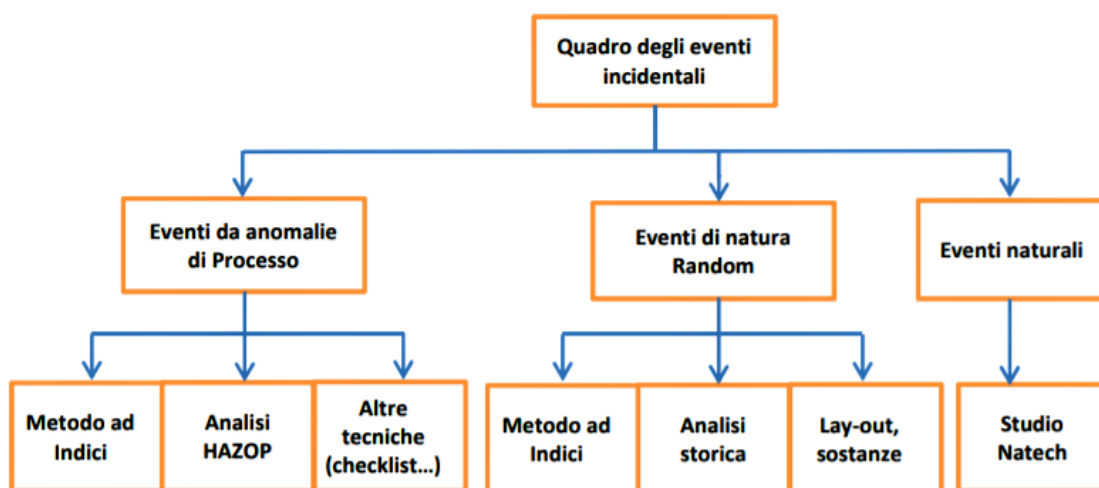 Quadro degli eventi
incidentali
Eventi da anomalie
di Processo
Eventi di natura
Random
Eventi naturali
Metodo ad
Indici
Analisi
HAZOP
Altre
tecniche
(checklist...)
Metodo ad
Indici
Analisi
storica
Lay-out,
sostanze
Studio
Natech